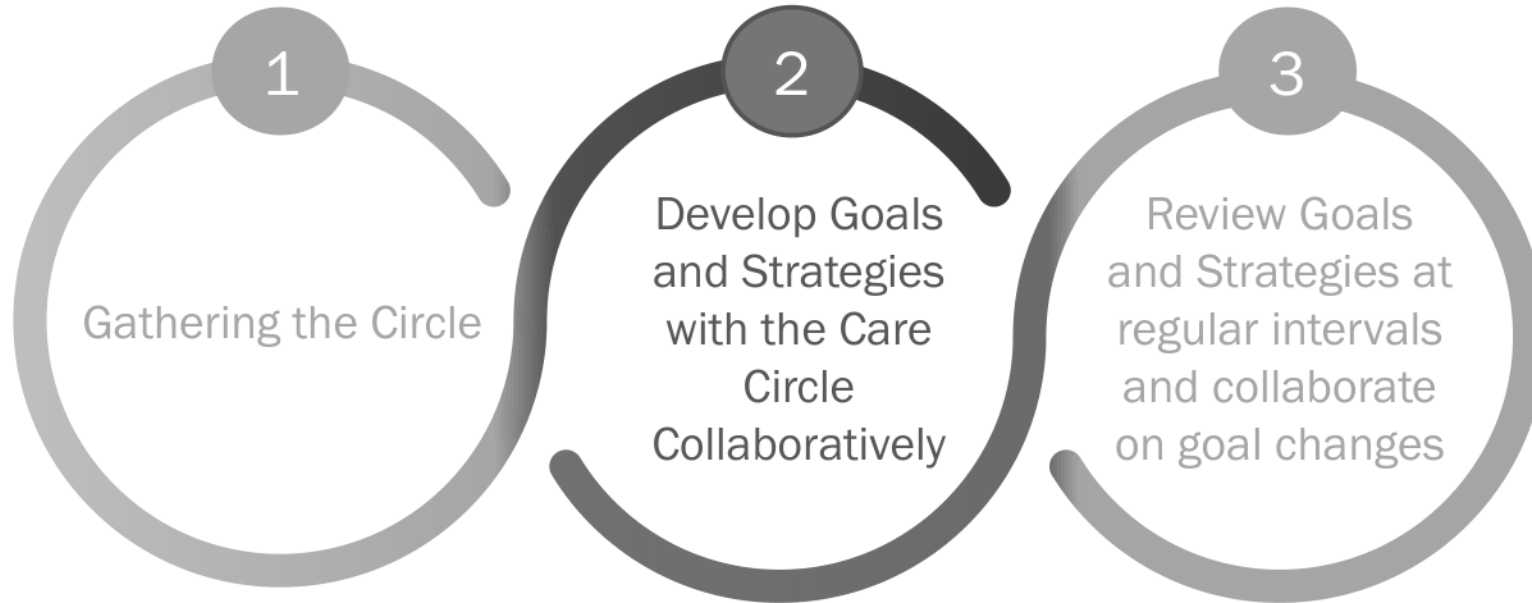 1
Gathering the Circle
2
Develop Goals
and Strategies
with the Care
Circle
Collaboratively
3
Review Goals
and Strategies at
regular intervals
and collaborate
on goal changes